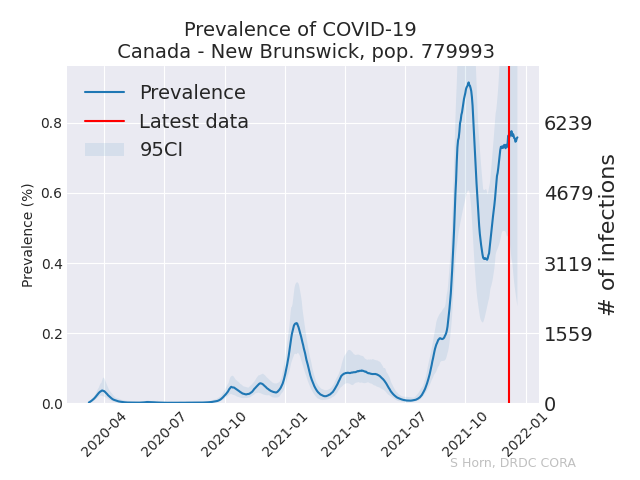 Prevalence of COVID-19
Canada - New Brunswick, pop. 779993
Prevalence
Latest data
95CI
Prevalence (%)
0.8
0.6
0.4
0.2
0.0
6239
4679
3119
1559
0
# of infections
2020-04
2020-07
2020-10
2021-01
2021-04
2021-07
2021-10
2022-01
S Horn, DRDC CORA